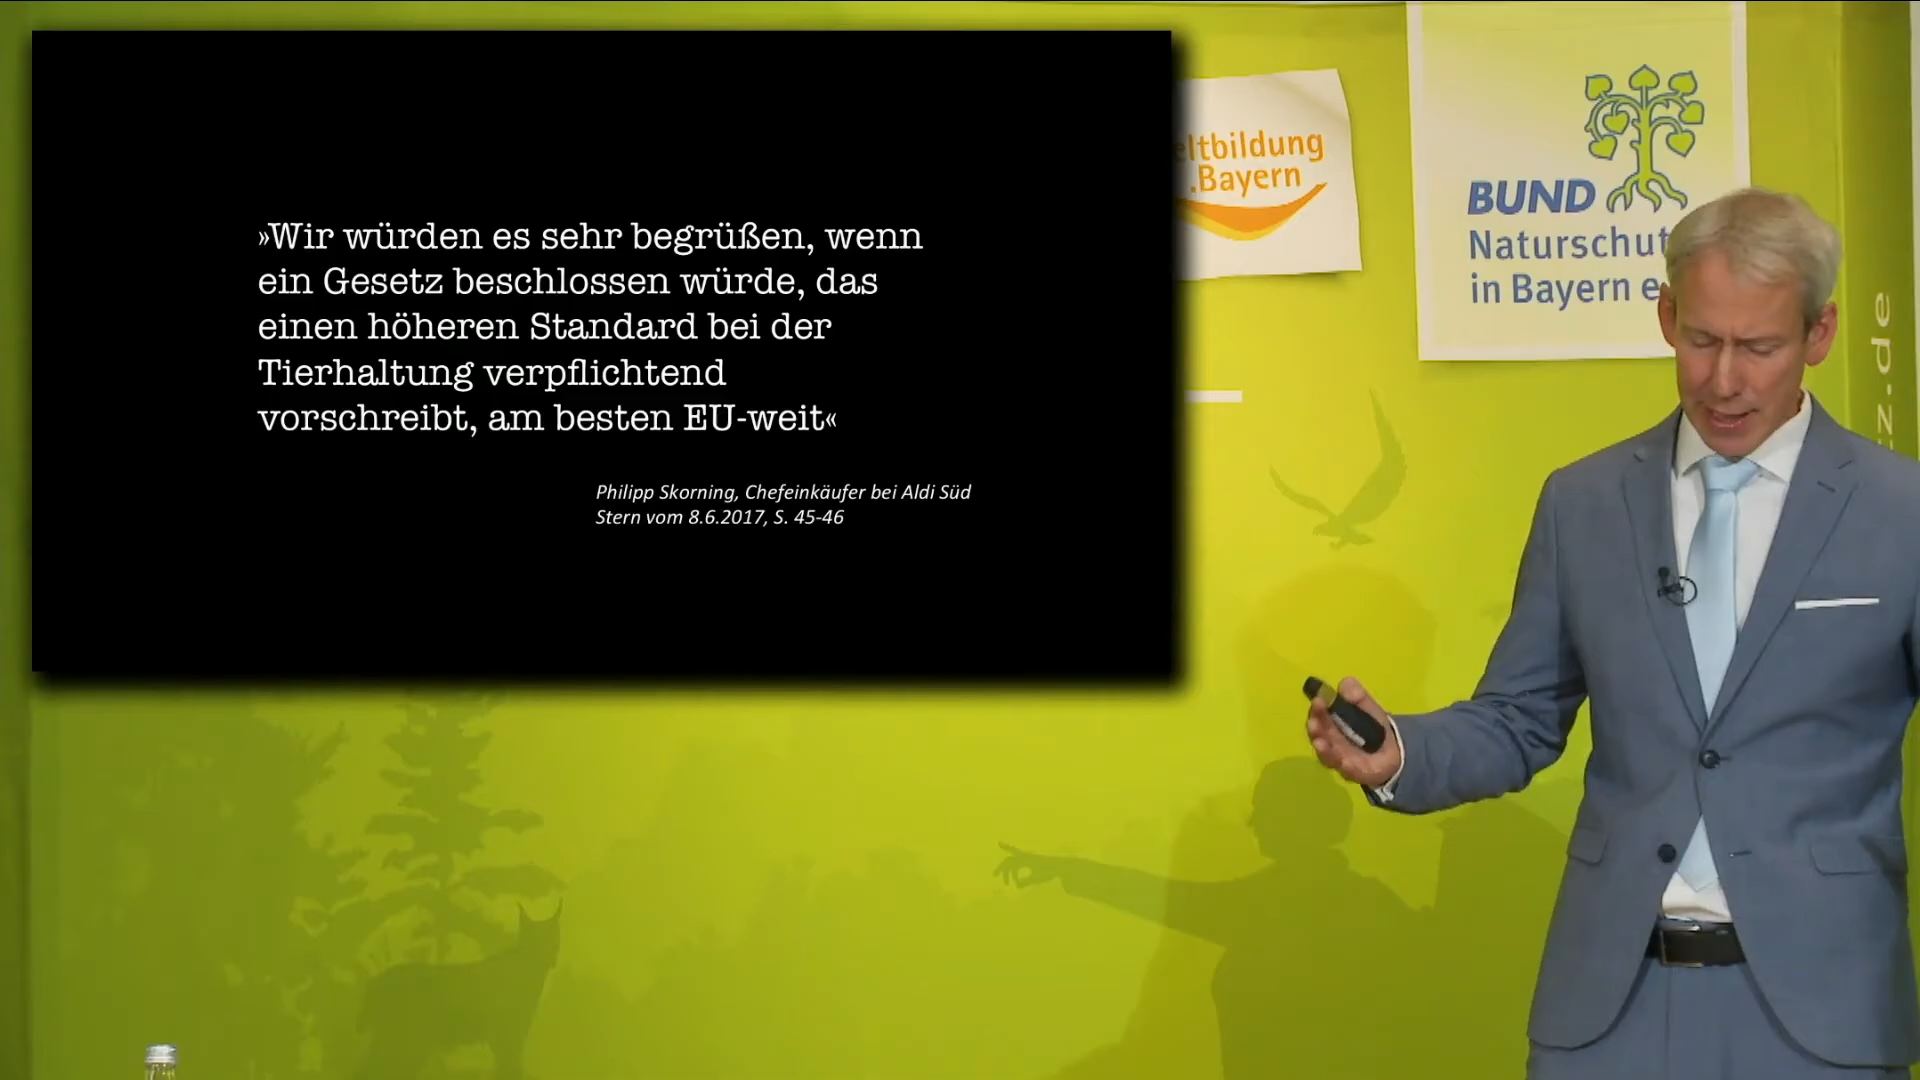 »Wir würden es sehr begrüßen, wenn
ein Gesetz beschlossen würde, das
einen höheren Standard bei der
Tierhaltung verpflichtend
vorschreibt, am besten EU-weit«
Philipp Skorning, Chefeinkäufer bei Aldi Süd
Stern vom 8.6.2017, S. 45-46
eltbildung
.Bayern
BUND
Naturschut
in Bayern e
z.de